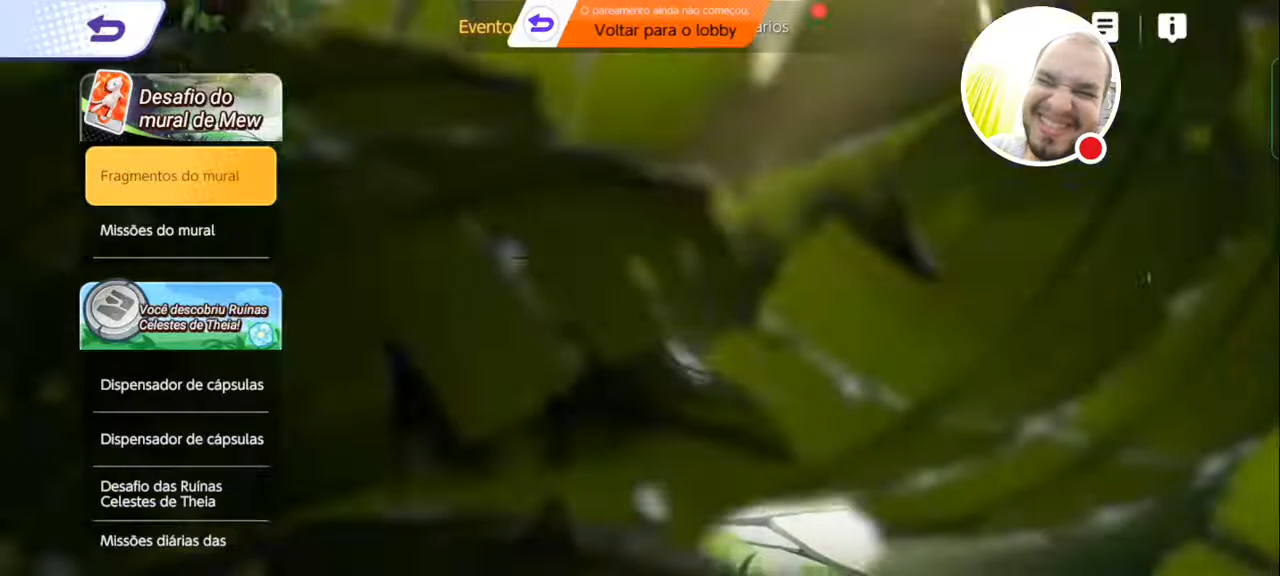 Evento
O pareamento ainda não começou.
Voltar para o lobby
arios
Desafio do
mural de Mew
Fragmentos do mural
Missões do mural
Você descobriu Ruínas
Celestes de Theia!
Dispensador de cápsulas
Dispensador de cápsulas
Desafio das Ruínas
Celestes de Theia
Missões diárias das